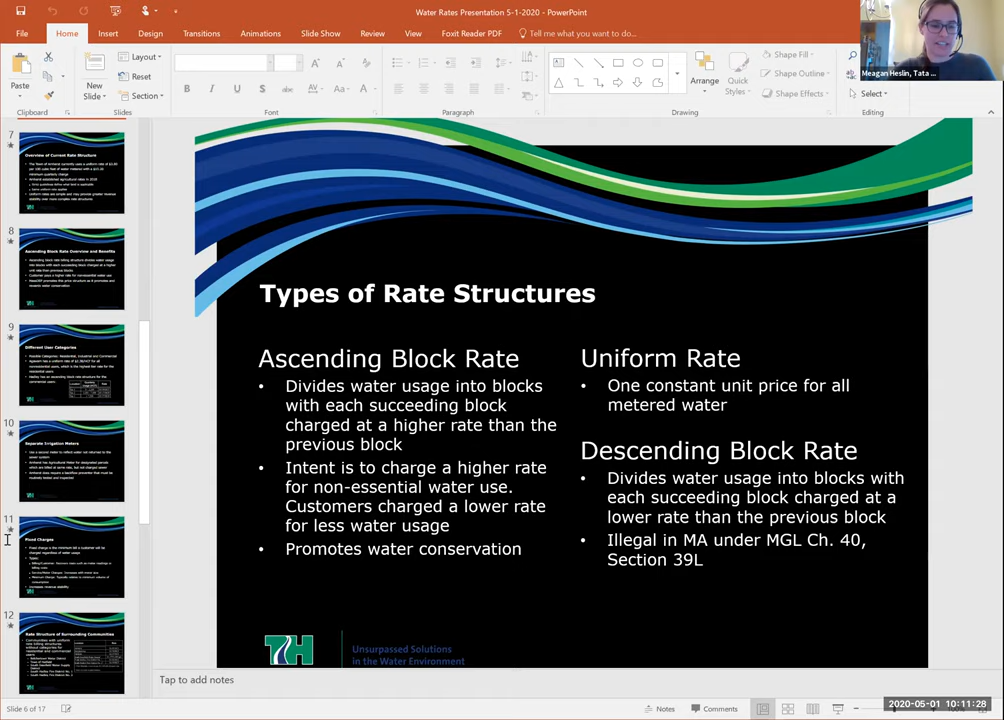 Water Rates Presentation 5-1-2020 - PowerPoint
File Home Insert Design Transitions Animations Slide Show Review View Foxit Reader PDF Tell me what you want to do...
Meagan Heslin, Tata ...
Paste
New
Slide
Layout
Reset
Section
Arrange
Quick
Styles
Shape Fill
Shape Outline
Shape Effects
Select
Clipboard Slides Font Paragraph Drawing Editing
7
Overview of Current Rate Structure
8
Ascending Block Rate Overview and Benefits
9
Different User Categories
10
Separate Irrigation Meters
11
Fixed Charges
12
Rate Structure of Surrounding Communities
Types of Rate Structures
Ascending Block Rate
• Divides water usage into blocks
with each succeeding block
charged at a higher rate than the
previous block
• Intent is to charge a higher rate
for non-essential water use.
Customers charged a lower rate
for less water usage
• Promotes water conservation
Uniform Rate
• One constant unit price for all
metered water
Descending Block Rate
• Divides water usage into blocks with
each succeeding block charged at a
lower rate than the previous block
• Illegal in MA under MGL Ch. 40,
Section 39L
TH
Unsurpassed Solutions
in the Water Environment
Tap to add notes
Slide 6 of 17
Notes Comments
2020-05-01 10:11:28